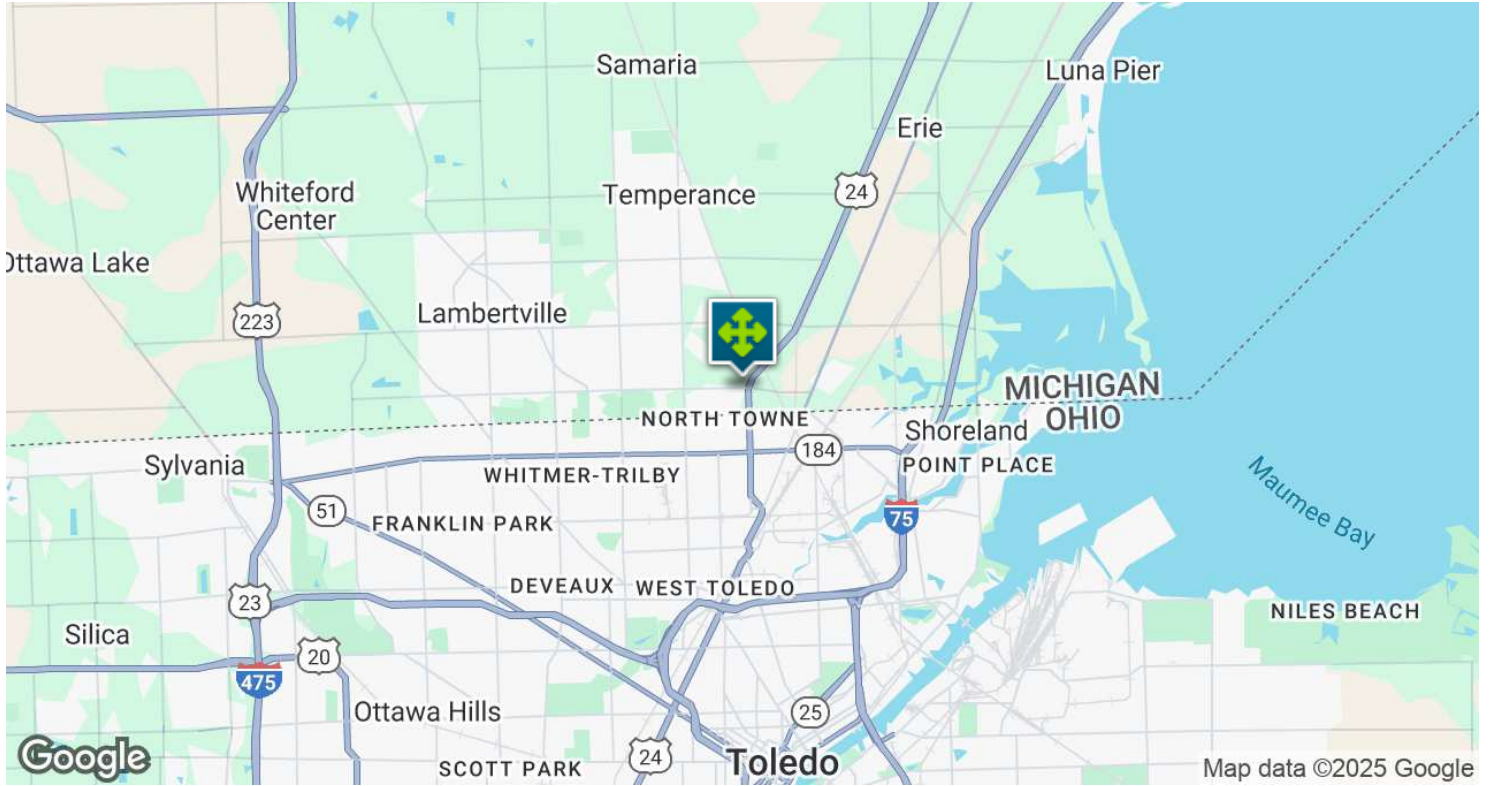 Samaria
Luna Pier
Erie
Whiteford
Center
Temperance
24
Ottawa Lake
Lambertville
223
MICHIGAN
OHIO
NORTH TOWNE
Shoreland
184
Sylvania
WHITMER-TRILBY
POINT PLACE
51
FRANKLIN PARK
75
Maumee Bay
DEVEAUX
WEST TOLEDO
23
NILES BEACH
Silica
20
475
Ottawa Hills
25
Google
SCOTT PARK
24
Toledo
Map data ©2025 Google